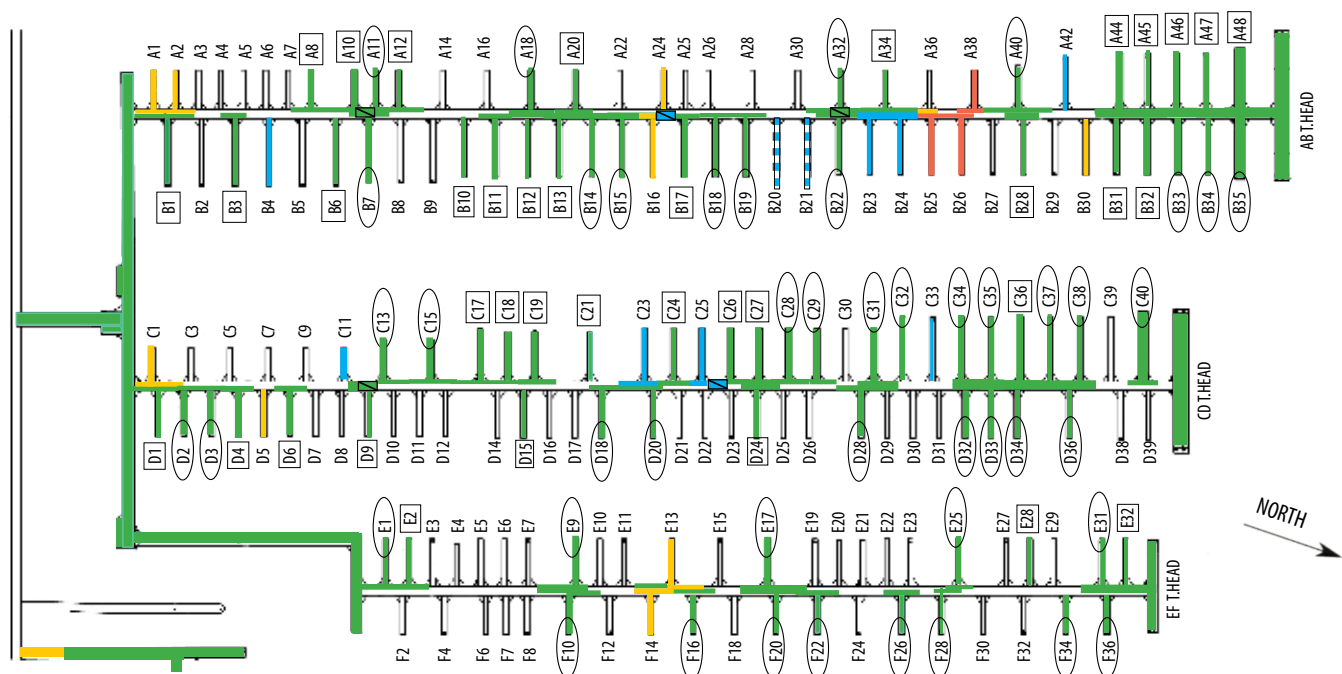 A1 A2 A3 A4 A5 A6 A7 A8 A10 A11 A12 A14 A16 A18 A20 A22 A24 A25 A26 A28 A30 A32 A34 A36 A38 A40 A42 A44 A45 A46 A47 A48
AB T.HEAD
B1 B2 B3 B4 B5 B6 B7 B8 B9 B10 B11 B12 B13 B14 B15 B16 B17 B18 B19 B20 B21 B22 B23 B24 B25 B26 B27 B28 B29 B30 B31 B32 B33 B34 B35
C1 C3 C5 C7 C9 C11 C13 C15 C17 C18 C19 C21 C23 C24 C25 C26 C27 C28 C29 C30 C31 C32 C33 C34 C35 C36 C37 C38 C39 C40
CD T.HEAD
D1 D2 D3 D4 D5 D6 D7 D8 D9 D10 D11 D12 D14 D15 D16 D17 D18 D20 D21 D22 D23 D24 D25 D26 D28 D29 D30 D31 D32 D33 D34 D36 D38 D39
NORTH
E1 E2 E3 E4 E5 E6 E7 E9 E10 E11 E13 E15 E17 E19 E20 E21 E22 E23 E25 E27 E28 E29 E31 E32
EF T.HEAD
F2 F4 F6 F7 F8 F10 F12 F14 F16 F18 F20 F22 F24 F26 F28 F30 F32 F34 F36